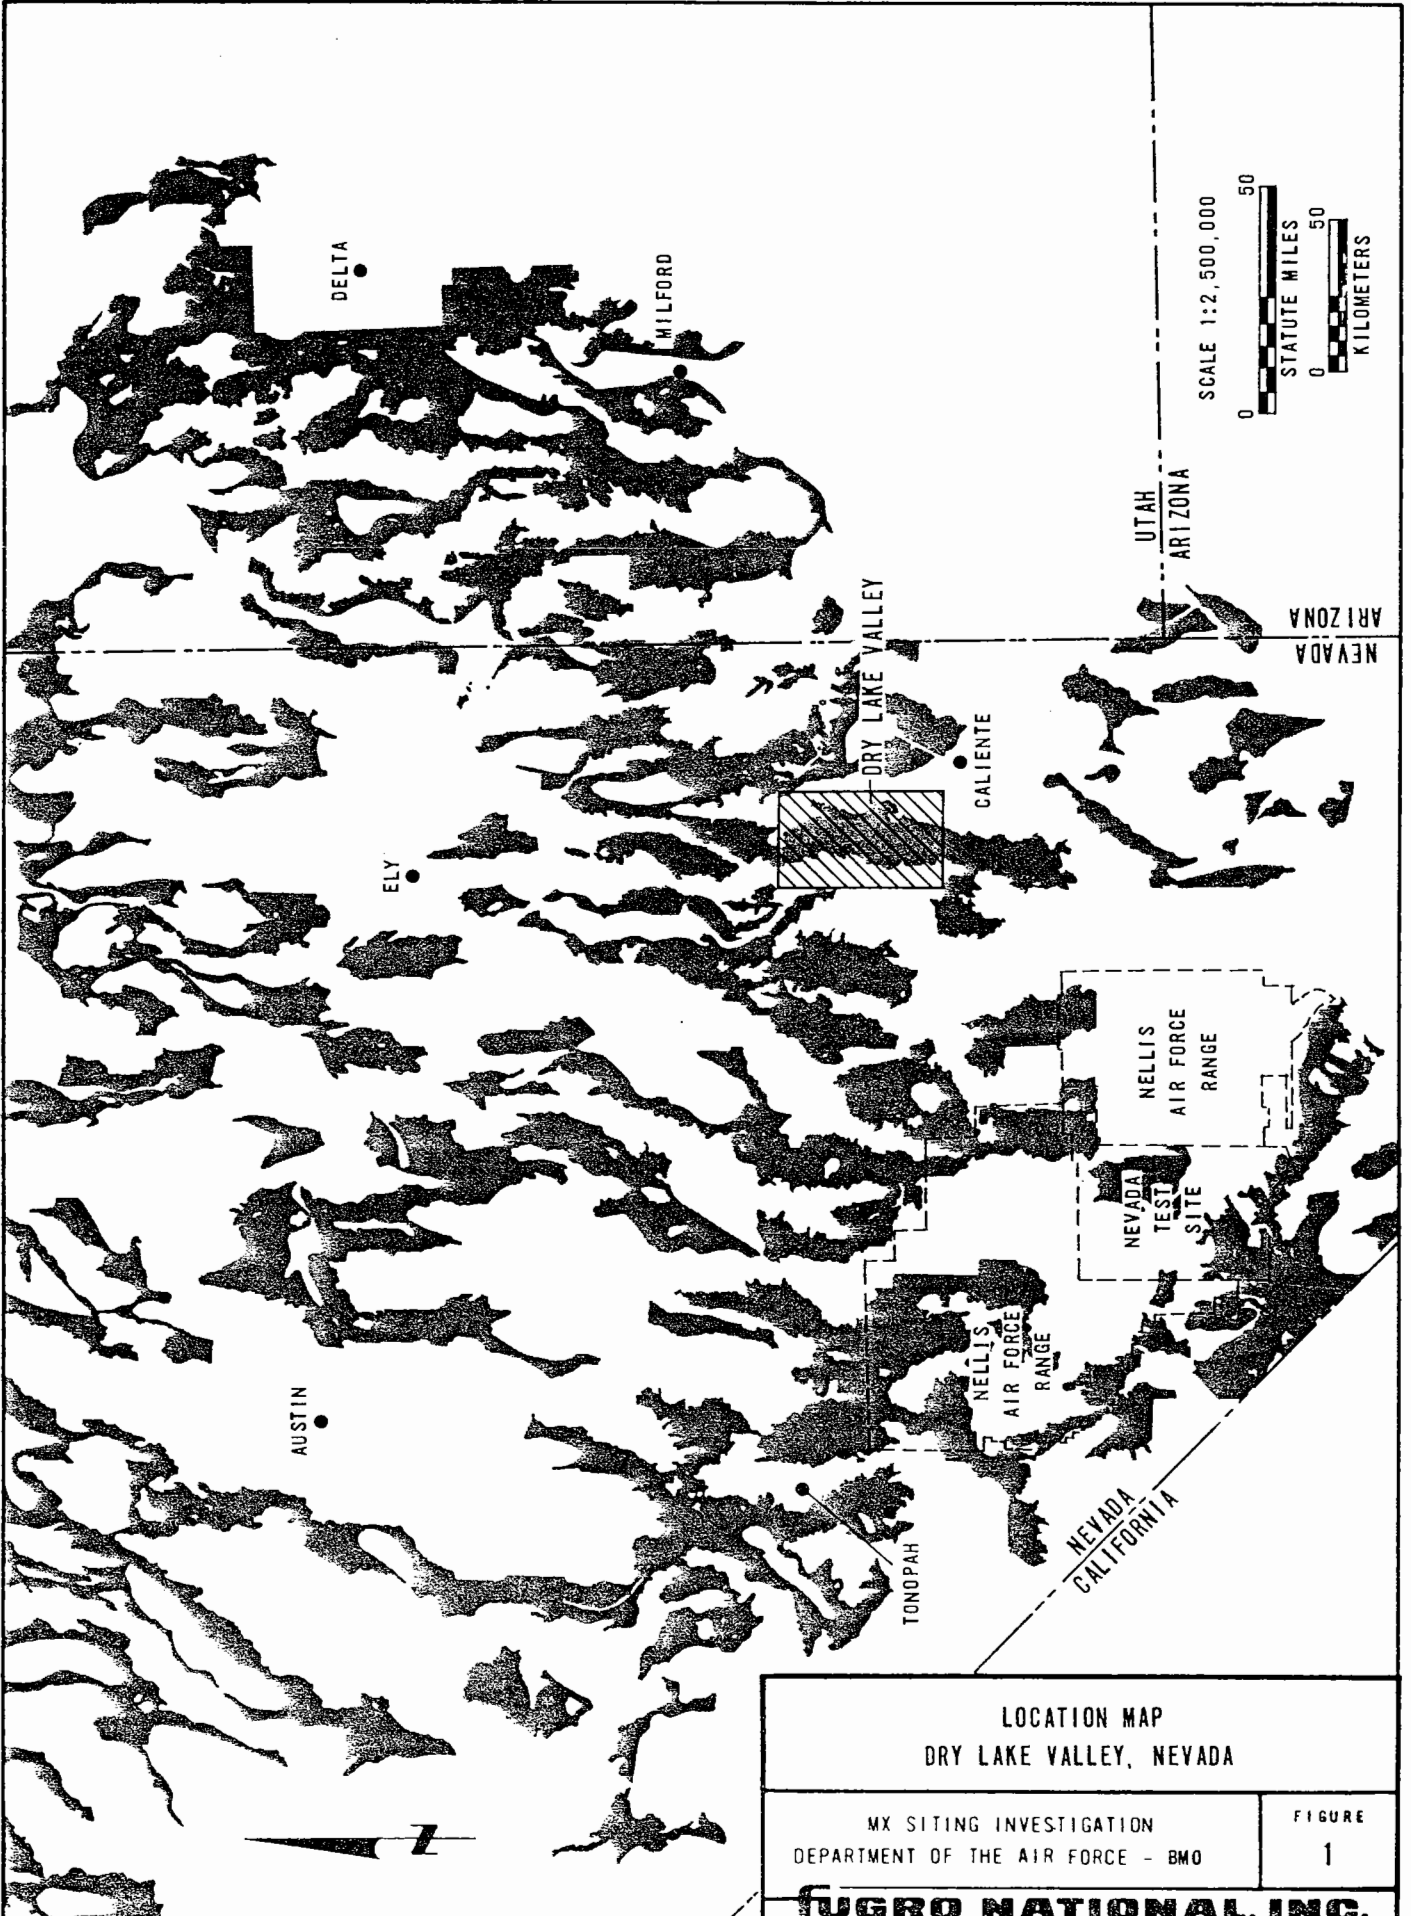 DELTA
MILFORD
SCALE 1:2,500,000
0 50
STATUTE MILES
0 50
KILOMETERS
UTAH
ARIZONA
NEVADA
ARIZONA
DRY LAKE VALLEY
CALIENTE
ELY
NELLIS
AIR FORCE
RANGE
NEVADA
TEST
SITE
NELLIS
AIR FORCE
RANGE
AUSTIN
TONOPAH
NEVADA
CALIFORNIA
N
LOCATION MAP
DRY LAKE VALLEY, NEVADA
MX SITING INVESTIGATION
DEPARTMENT OF THE AIR FORCE - BMO
FIGURE
1
FUGRO NATIONAL, INC.